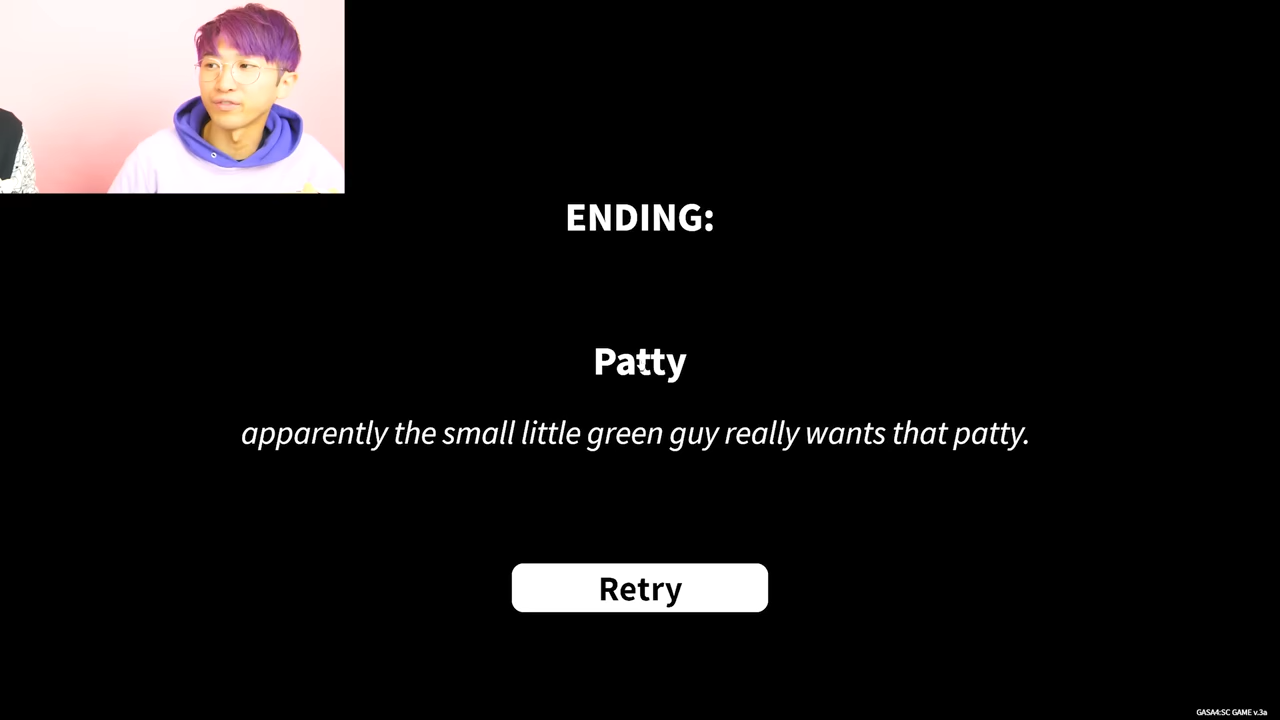 ENDING:
Patty
apparently the small little green guy really wants that patty.
Retry
GASA4:SC GAME v.3a